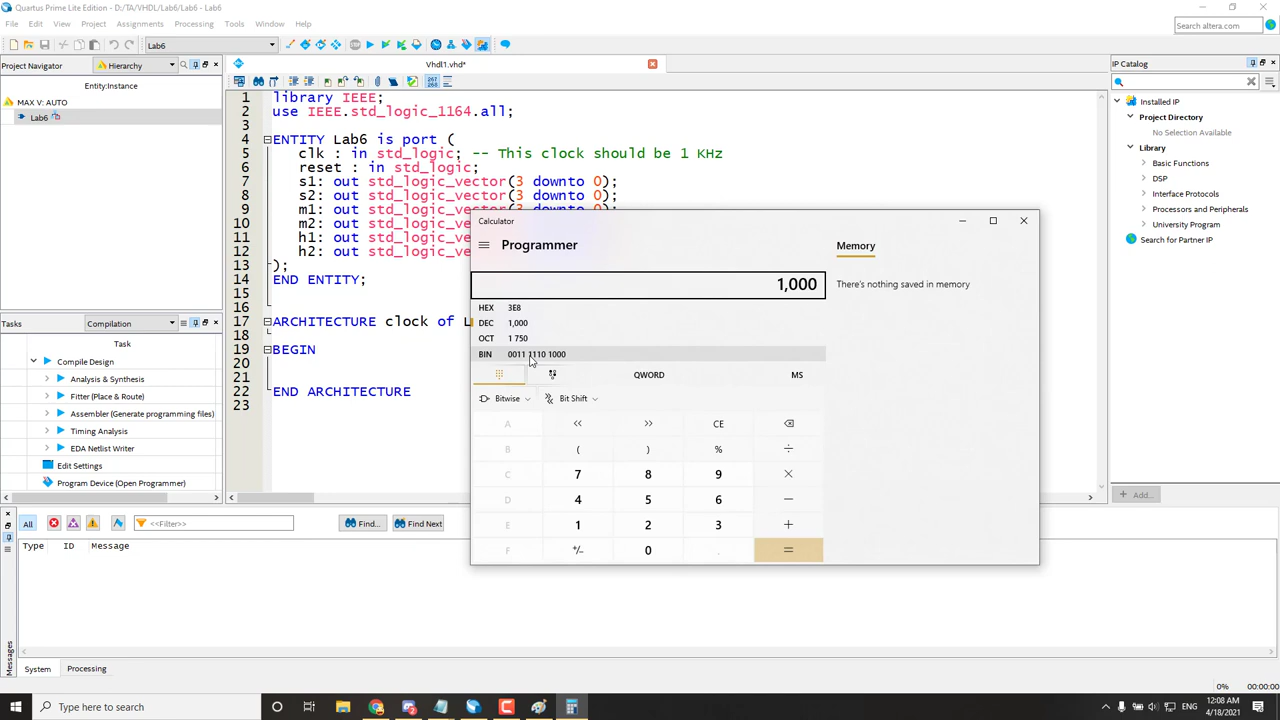 Quartus Prime Lite Edition - D:/TA/VHDL/Lab6/Lab6 - Lab6
File Edit View Project Assignments Processing Tools Window Help
Search altera.com
Lab6
Project Navigator
Hierarchy
Entity:Instance
MAX V: AUTO
Lab6
Tasks
Compilation
Task
Compile Design
Analysis & Synthesis
Fitter (Place & Route)
Assembler (Generate programming files)
Timing Analysis
EDA Netlist Writer
Edit Settings
Program Device (Open Programmer)
Vhdl1.vhd*
1 library IEEE;
2 use IEEE.std_logic_1164.all;
3
4 ENTITY Lab6 is port (
5 clk : in std_logic; -- This clock should be 1 KHz
6 reset : in std_logic;
7 s1: out std_logic_vector(3 downto 0);
8 s2: out std_logic_vector(3 downto 0);
9 m1: out std_logic_vector(3 downto 0);
10 m2: out std_logic_ve
11 h1: out std_logic_ve
12 h2: out std_logic_ve
13 );
14 END ENTITY;
15
16
17 ARCHITECTURE clock of L
18
19 BEGIN
20
21
22 END ARCHITECTURE
23
Calculator
Programmer
1,000
HEX 3E8
DEC 1,000
OCT 1 750
BIN 0011 1110 1000
QWORD MS
Bitwise Bit Shift
A << >> CE
B ( ) % ÷
C 7 8 9 ×
D 4 5 6 −
E 1 2 3 +
F +/− 0 . =
Memory
There's nothing saved in memory
IP Catalog
Installed IP
Project Directory
No Selection Available
Library
Basic Functions
DSP
Interface Protocols
Processors and Peripherals
University Program
Search for Partner IP
Add...
All
<<Filter>>
Find... Find Next
Type ID Message
Messages
System Processing
0% 00:00:00
Type here to search
ENG
12:08 AM
4/18/2021